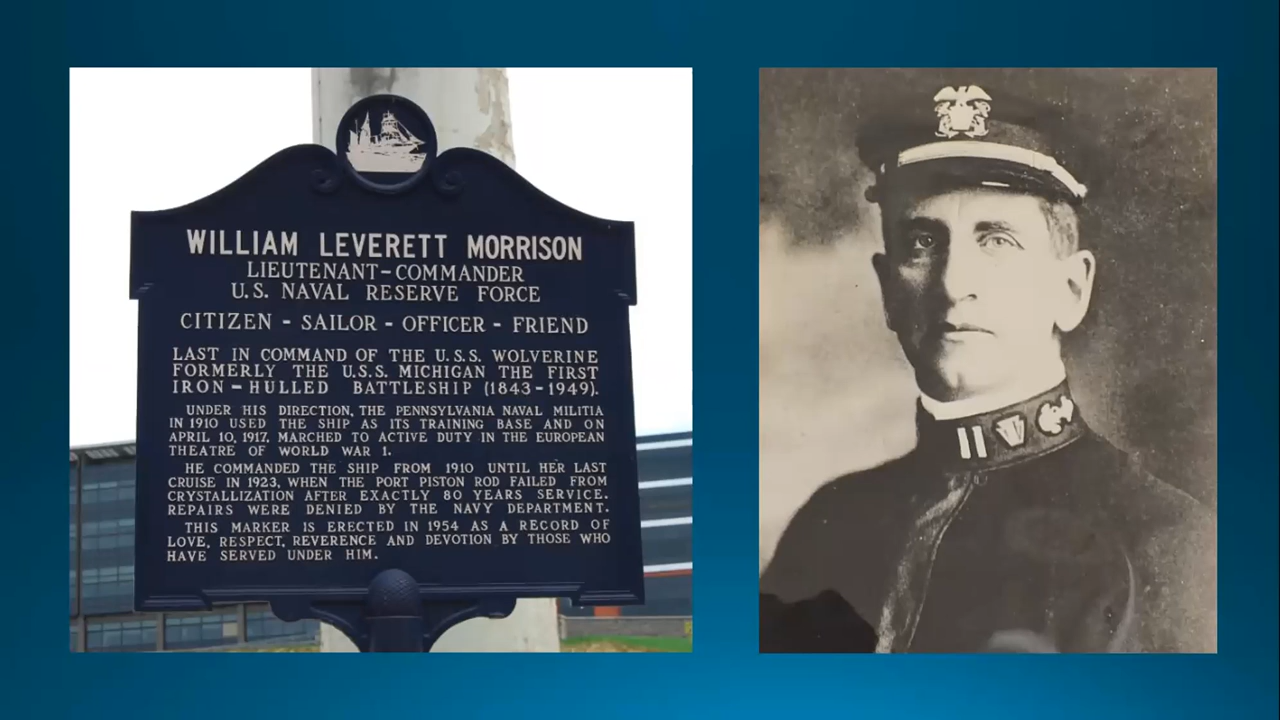 WILLIAM LEVERETT MORRISON
LIEUTENANT-COMMANDER
U.S. NAVAL RESERVE FORCE
CITIZEN - SAILOR - OFFICER - FRIEND
LAST IN COMMAND OF THE U.S.S. WOLVERINE
FORMERLY THE U.S.S. MICHIGAN THE FIRST
IRON-HULLED BATTLESHIP (1843-1949).
UNDER HIS DIRECTION, THE PENNSYLVANIA NAVAL MILITIA
IN 1910 USED THE SHIP AS ITS TRAINING BASE AND ON
APRIL 10, 1917, MARCHED TO ACTIVE DUTY IN THE EUROPEAN
THEATRE OF WORLD WAR 1.
HE COMMANDED THE SHIP FROM 1910 UNTIL HER LAST
CRUISE IN 1923, WHEN THE PORT PISTON ROD FAILED FROM
CRYSTALLIZATION AFTER EXACTLY 80 YEARS SERVICE.
REPAIRS WERE DENIED BY THE NAVY DEPARTMENT.
THIS MARKER IS ERECTED IN 1954 AS A RECORD OF
LOVE, RESPECT, REVERENCE AND DEVOTION BY THOSE WHO
HAVE SERVED UNDER HIM.